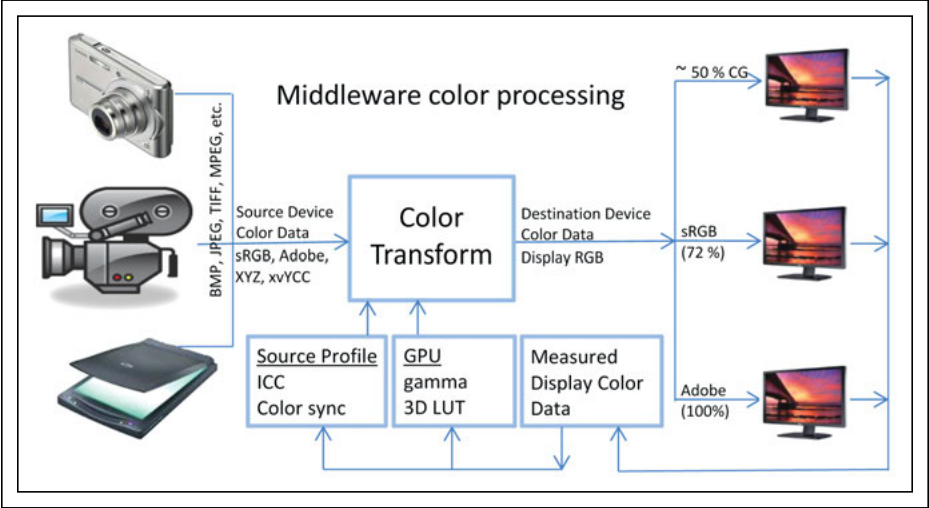 Middleware color processing
BMP, JPEG, TIFF, MPEG, etc.
Source Device
Color Data
sRGB, Adobe,
XYZ, xvYCC
Color
Transform
Destination Device
Color Data
Display RGB
~ 50 % CG
sRGB
(72 %)
Adobe
(100%)
Source Profile
ICC
Color sync
GPU
gamma
3D LUT
Measured
Display Color
Data